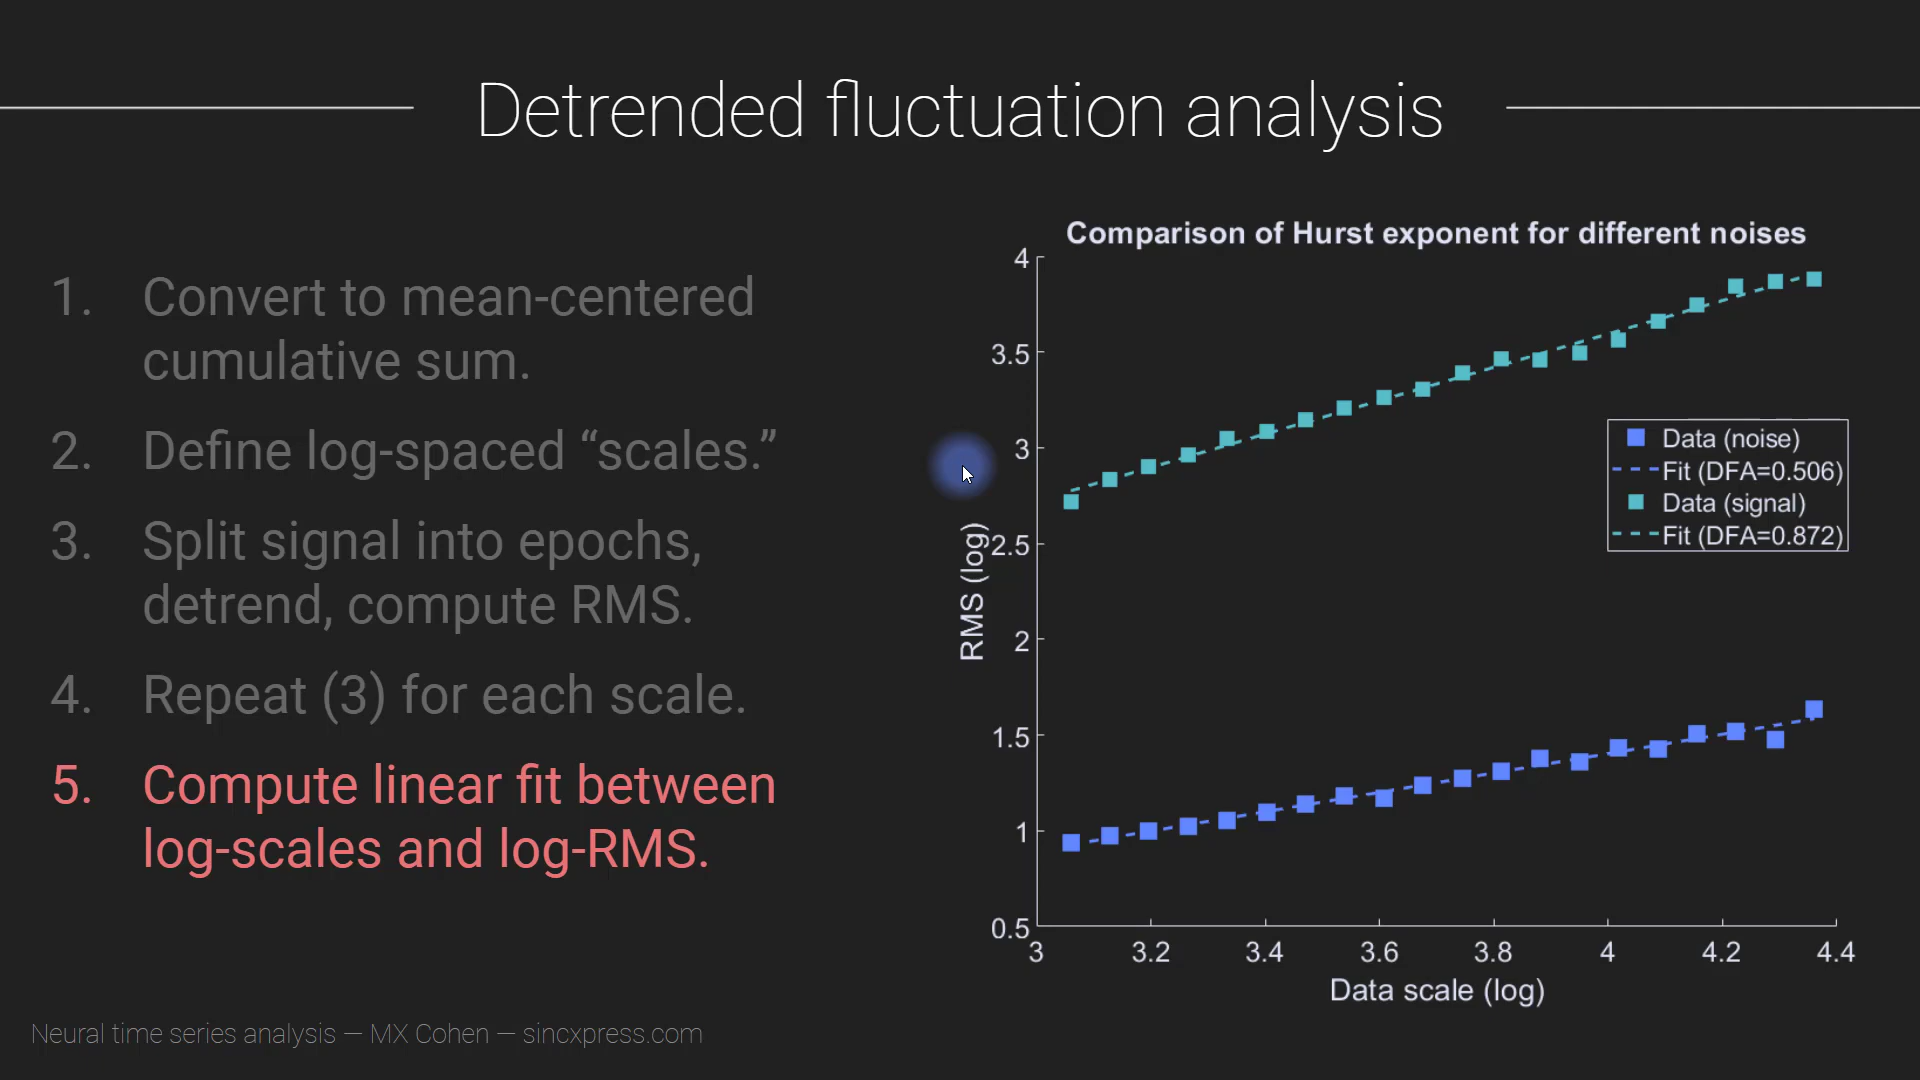 Detrended fluctuation analysis
1. Convert to mean-centered
cumulative sum.
2. Define log-spaced “scales.”
3. Split signal into epochs,
detrend, compute RMS.
4. Repeat (3) for each scale.
5. Compute linear fit between
log-scales and log-RMS.
Comparison of Hurst exponent for different noises
4
3.5
3
2.5
2
1.5
1
0.5
RMS (log)
Data (noise)
Fit (DFA=0.506)
Data (signal)
Fit (DFA=0.872)
3 3.2 3.4 3.6 3.8 4 4.2 4.4
Data scale (log)
Neural time series analysis — MX Cohen — sincxpress.com